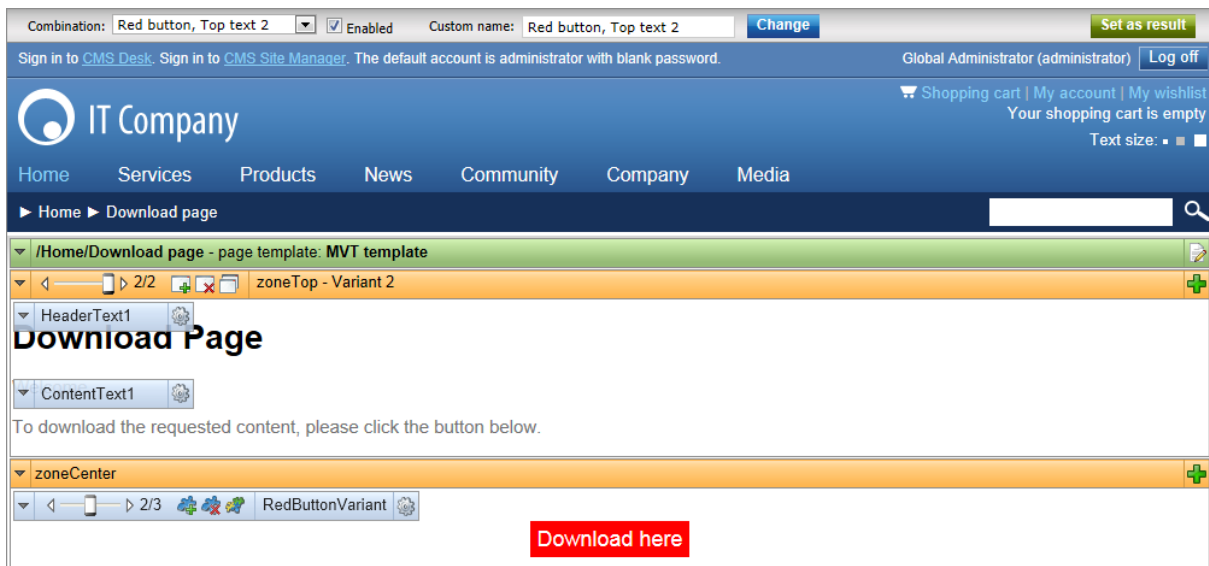 Combination: Red button, Top text 2 Enabled Custom name: Red button, Top text 2 Change Set as result
Sign in to CMS Desk. Sign in to CMS Site Manager. The default account is administrator with blank password. Global Administrator (administrator) Log off
Shopping cart | My account | My wishlist
IT Company
Your shopping cart is empty
Text size:
Home Services Products News Community Company Media
Home Download page
/Home/Download page - page template: MVT template
2/2 zoneTop - Variant 2
HeaderText1
Download Page
ContentText1
To download the requested content, please click the button below.
zoneCenter
2/3 RedButtonVariant
Download here